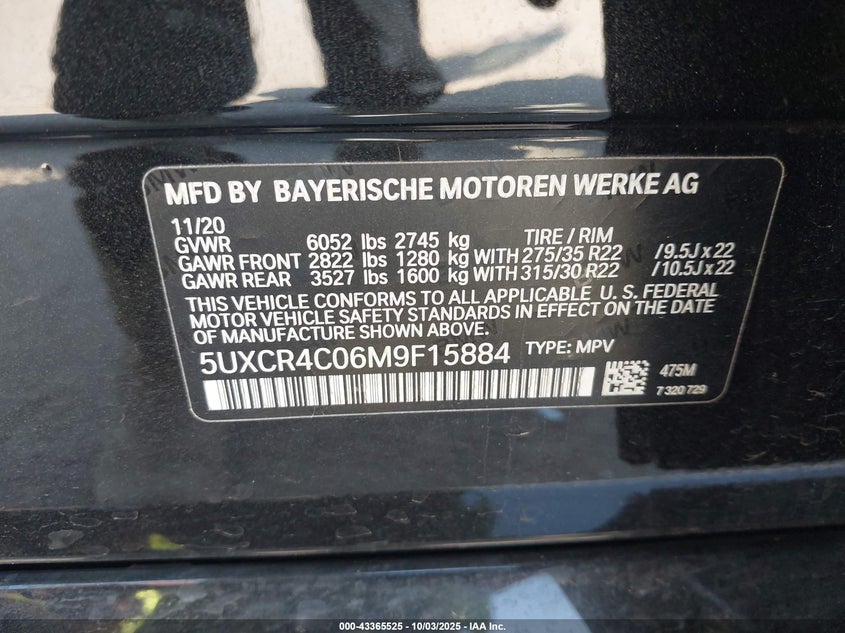 MFD BY BAYERISCHE MOTOREN WERKE AG
11/20
GVWR 6052 lbs 2745 kg TIRE / RIM
GAWR FRONT 2822 lbs 1280 kg WITH 275/35 R22 / 9.5J x 22
GAWR REAR 3527 lbs 1600 kg WITH 315/30 R22 / 10.5J x 22
THIS VEHICLE CONFORMS TO ALL APPLICABLE U. S. FEDERAL
MOTOR VEHICLE SAFETY STANDARDS IN EFFECT ON THE DATE
OF MANUFACTURE SHOWN ABOVE.
5UXCR4C06M9F15884 TYPE: MPV
475M
7 320 729
000-43365525 - 10/03/2025 - IAA Inc.